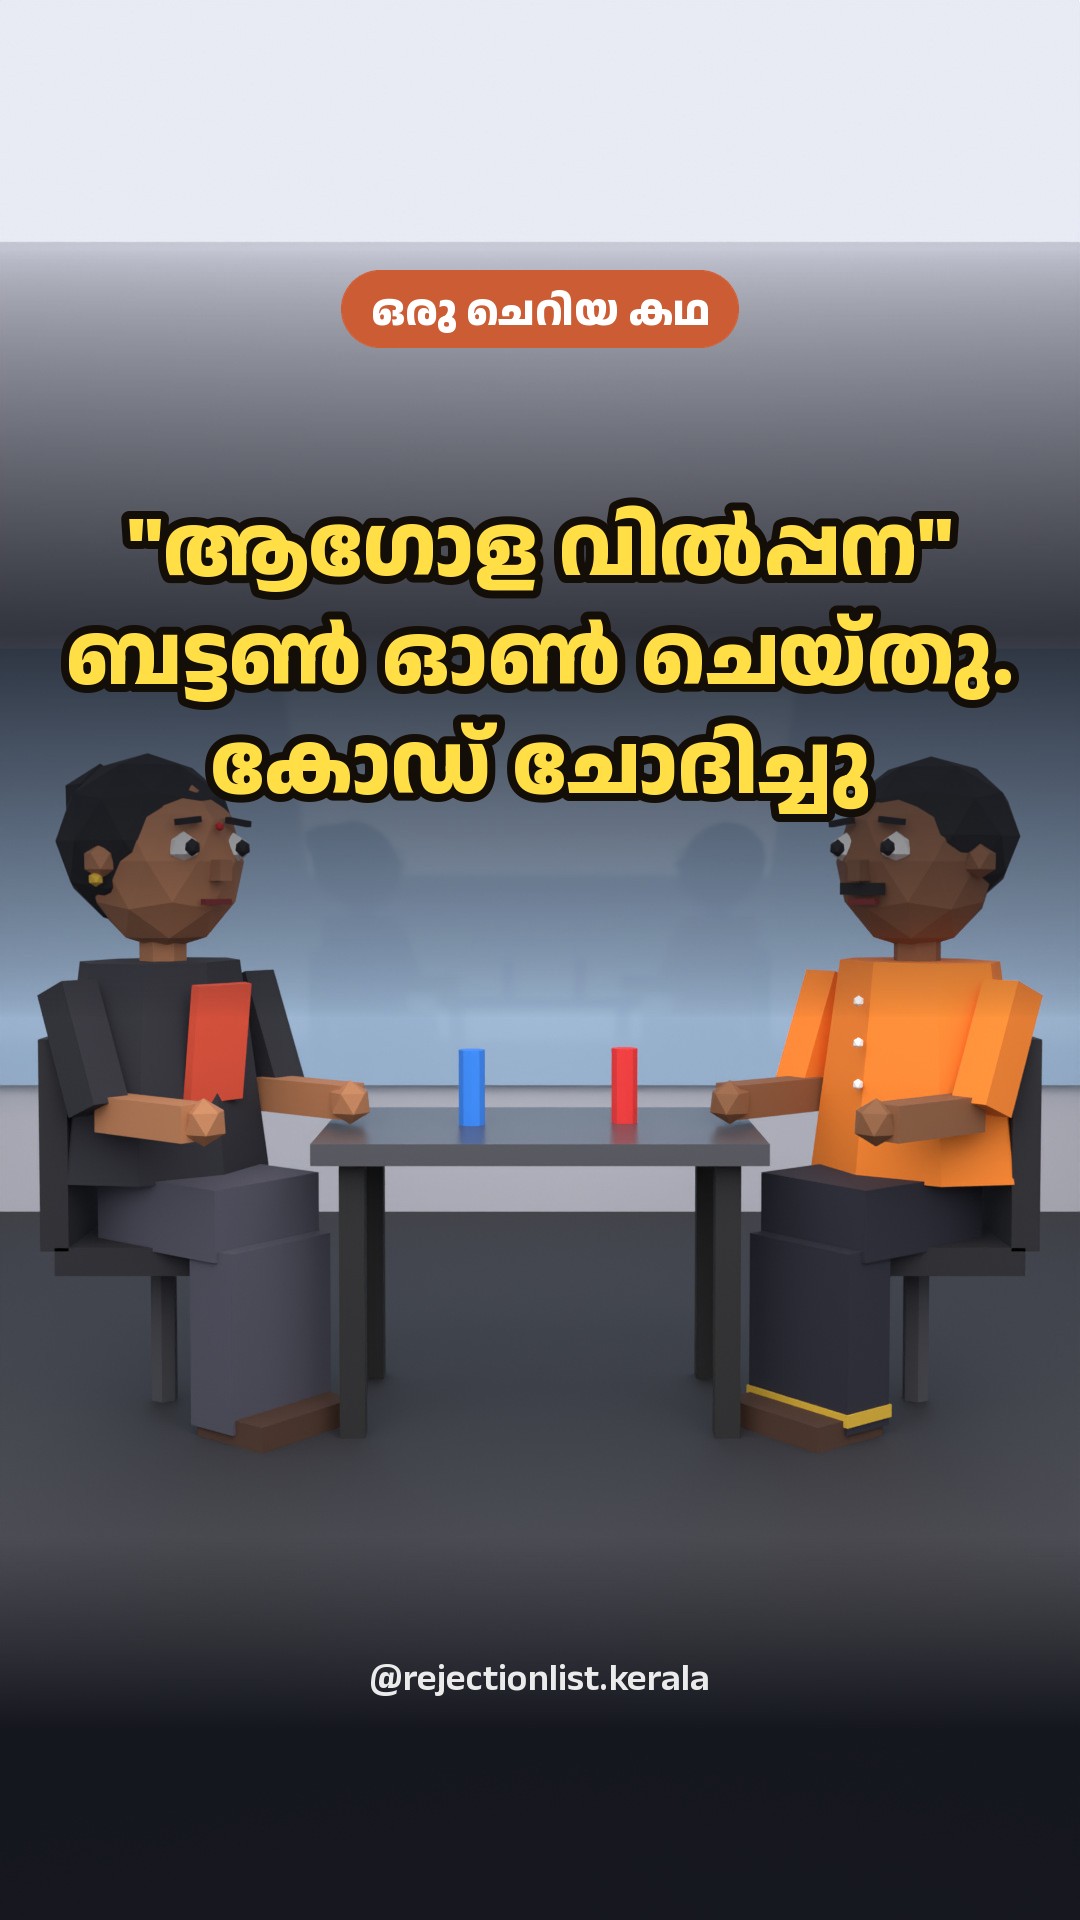 ഒരു ചെറിയ കഥ
"ആഗോള വിൽപ്പന"
ബട്ടൺ ഓൺ ചെയ്തു.
കോഡ് ചോദിച്ചു
@rejectionlist.kerala